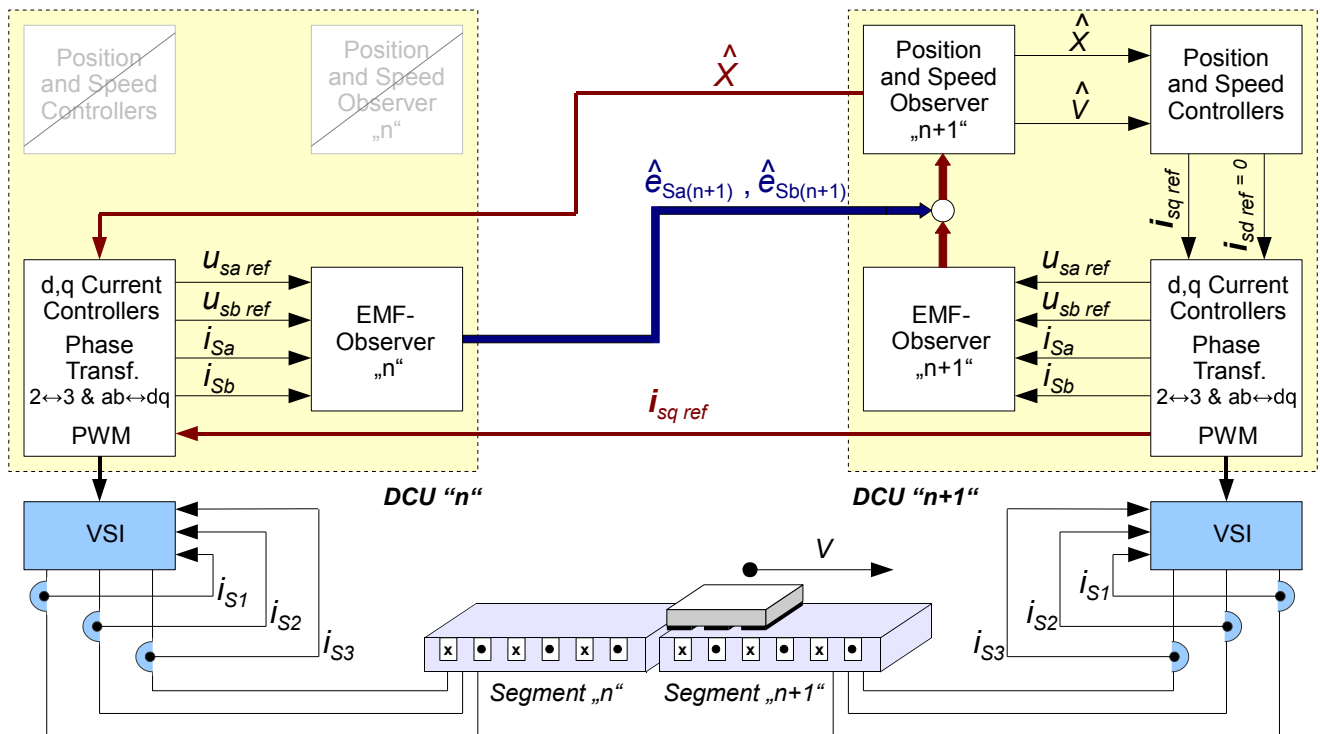 Position
and Speed
Controllers
Position
and Speed
Observer
„n“
X̂
Position
and Speed
Observer
„n+1“
X̂
V̂
Position
and Speed
Controllers
êSa(n+1) , êSb(n+1)
isq ref
isd ref = 0
d,q Current
Controllers
Phase
Transf.
2↔3 & ab↔dq
PWM
usa ref
usb ref
iSa
iSb
EMF-
Observer
„n“
EMF-
Observer
„n+1“
usa ref
usb ref
iSa
iSb
d,q Current
Controllers
Phase
Transf.
2↔3 & ab↔dq
PWM
isq ref
DCU “n“
DCU “n+1“
VSI
iS1
iS2
iS3
V
VSI
iS1
iS2
iS3
x x x
x x x
Segment „n“
Segment „n+1“